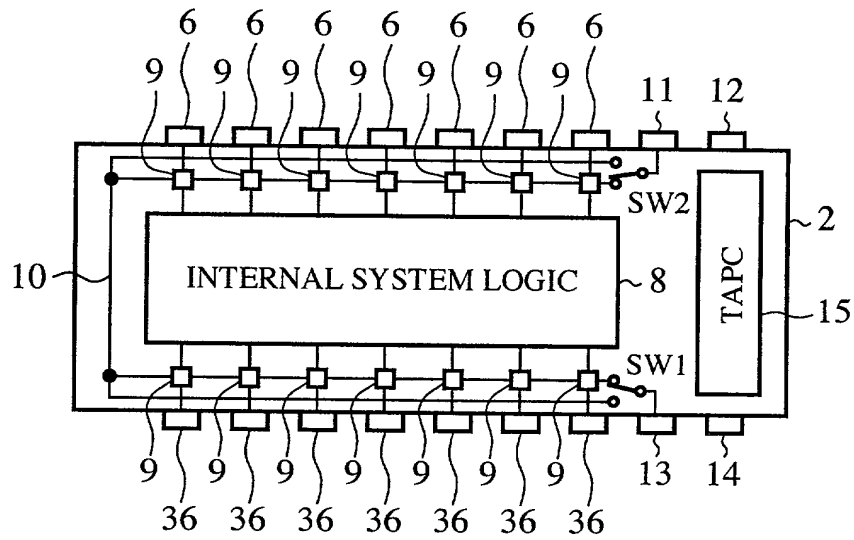 6 6 6 6 6 6 6
9 9 9 9 9 9 9 11 12
SW2
2
10
INTERNAL SYSTEM LOGIC
8
TAPC
15
SW1
9 9 9 9 9 9 9 13 14
36 36 36 36 36 36 36